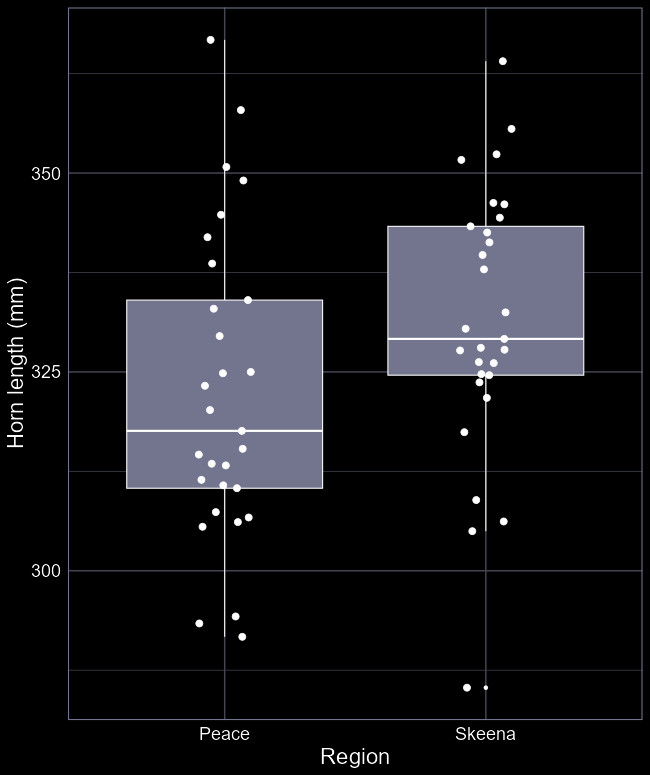 Horn length (mm)
350
325
300
Peace
Skeena
Region